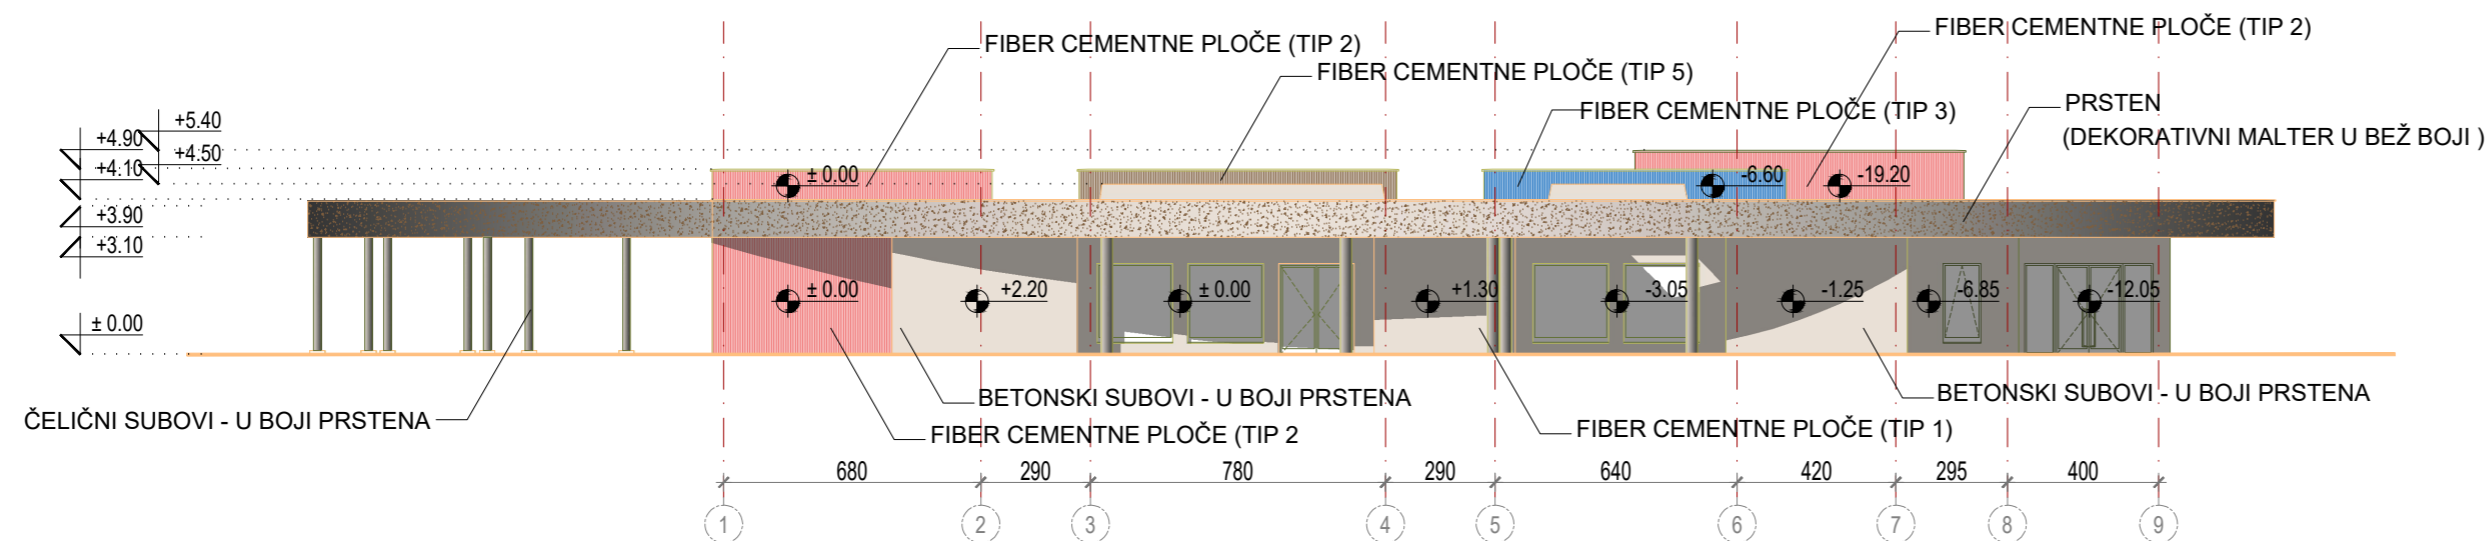 FIBER CEMENTNE PLOČE (TIP 2)
FIBER CEMENTNE PLOČE (TIP 2)
FIBER CEMENTNE PLOČE (TIP 5)
FIBER CEMENTNE PLOČE (TIP 3)
PRSTEN
(DEKORATIVNI MALTER U BEŽ BOJI )
+5.40
+4.90
+4.50
+4.10
+3.90
+3.10
± 0.00
± 0.00
-6.60
-19.20
± 0.00
+2.20
± 0.00
+1.30
-3.05
-1.25
-6.85
-12.05
ČELIČNI SUBOVI - U BOJI PRSTENA
BETONSKI SUBOVI - U BOJI PRSTENA
BETONSKI SUBOVI - U BOJI PRSTENA
FIBER CEMENTNE PLOČE (TIP 2
FIBER CEMENTNE PLOČE (TIP 1)
680 290 780 290 640 420 295 400
1 2 3 4 5 6 7 8 9